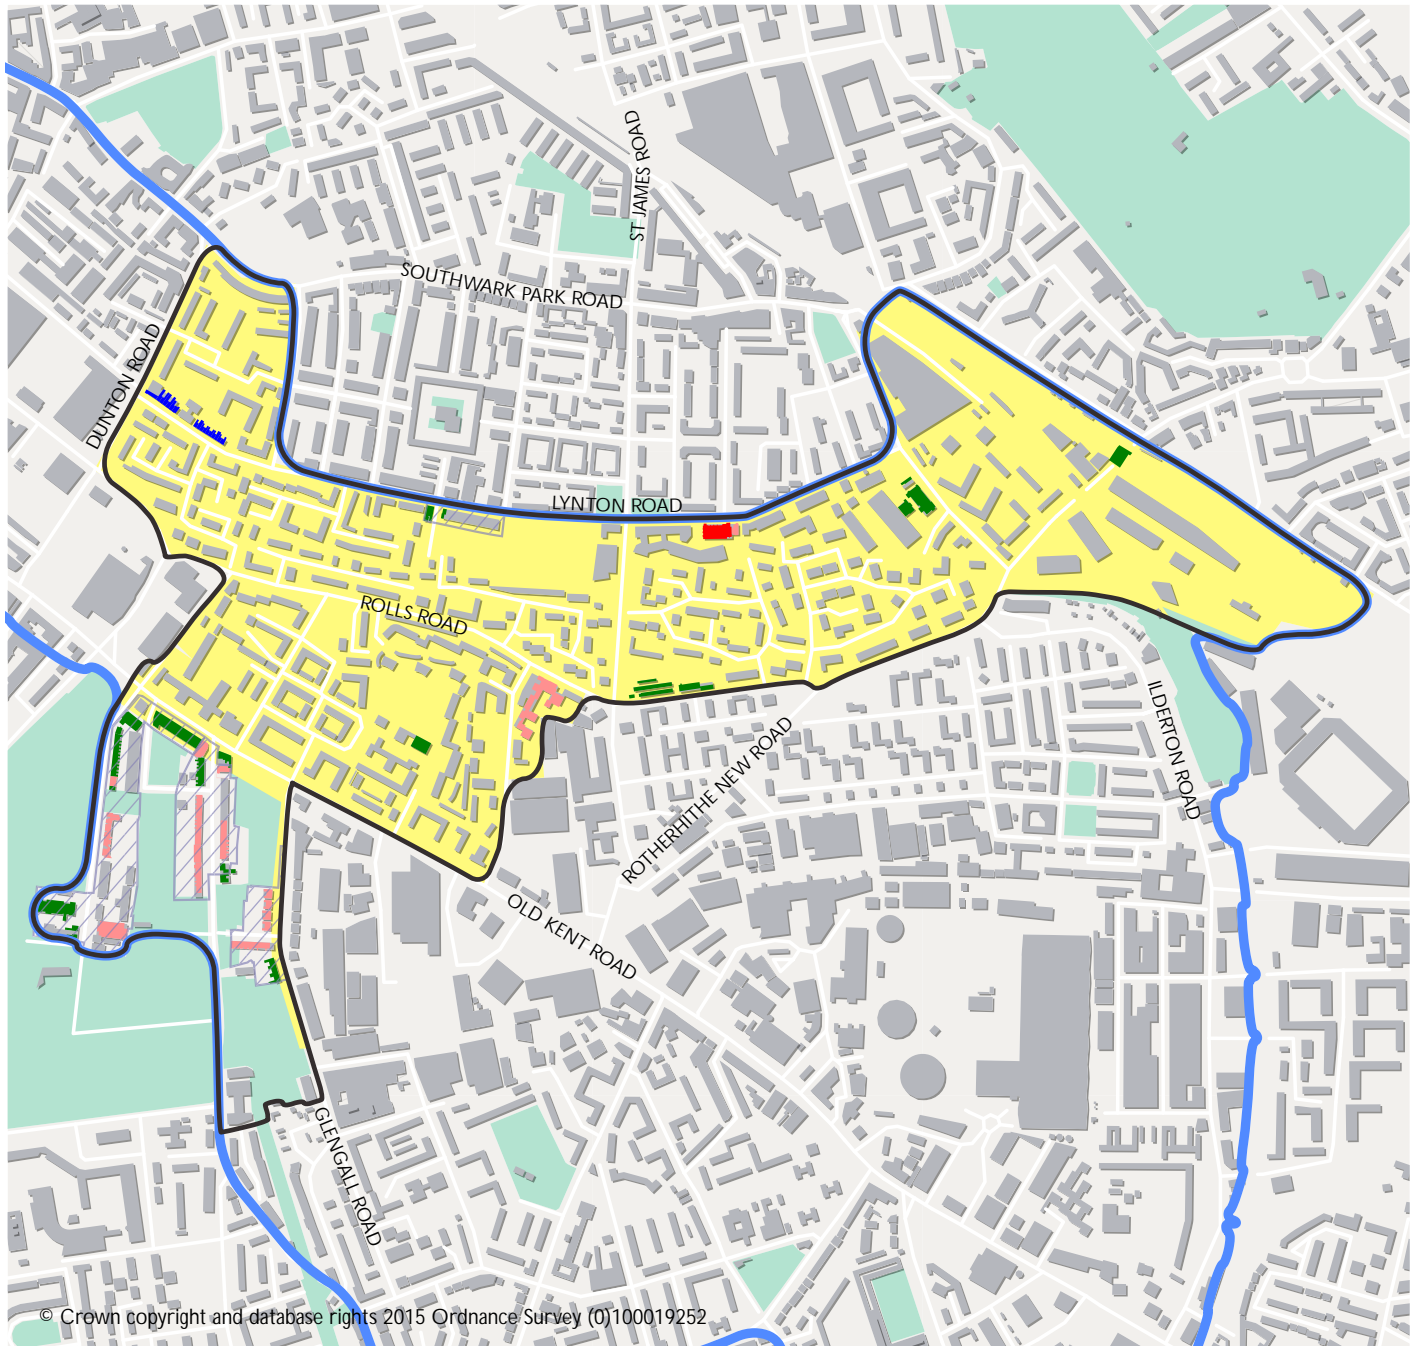 ST JAMES ROAD
SOUTHWARK PARK ROAD
DUNTON ROAD
LYNTON ROAD
ROLLS ROAD
ILDERTON ROAD
ROTHERHITHE NEW ROAD
OLD KENT ROAD
GLENGALL ROAD
© Crown copyright and database rights 2015 Ordnance Survey (0)100019252